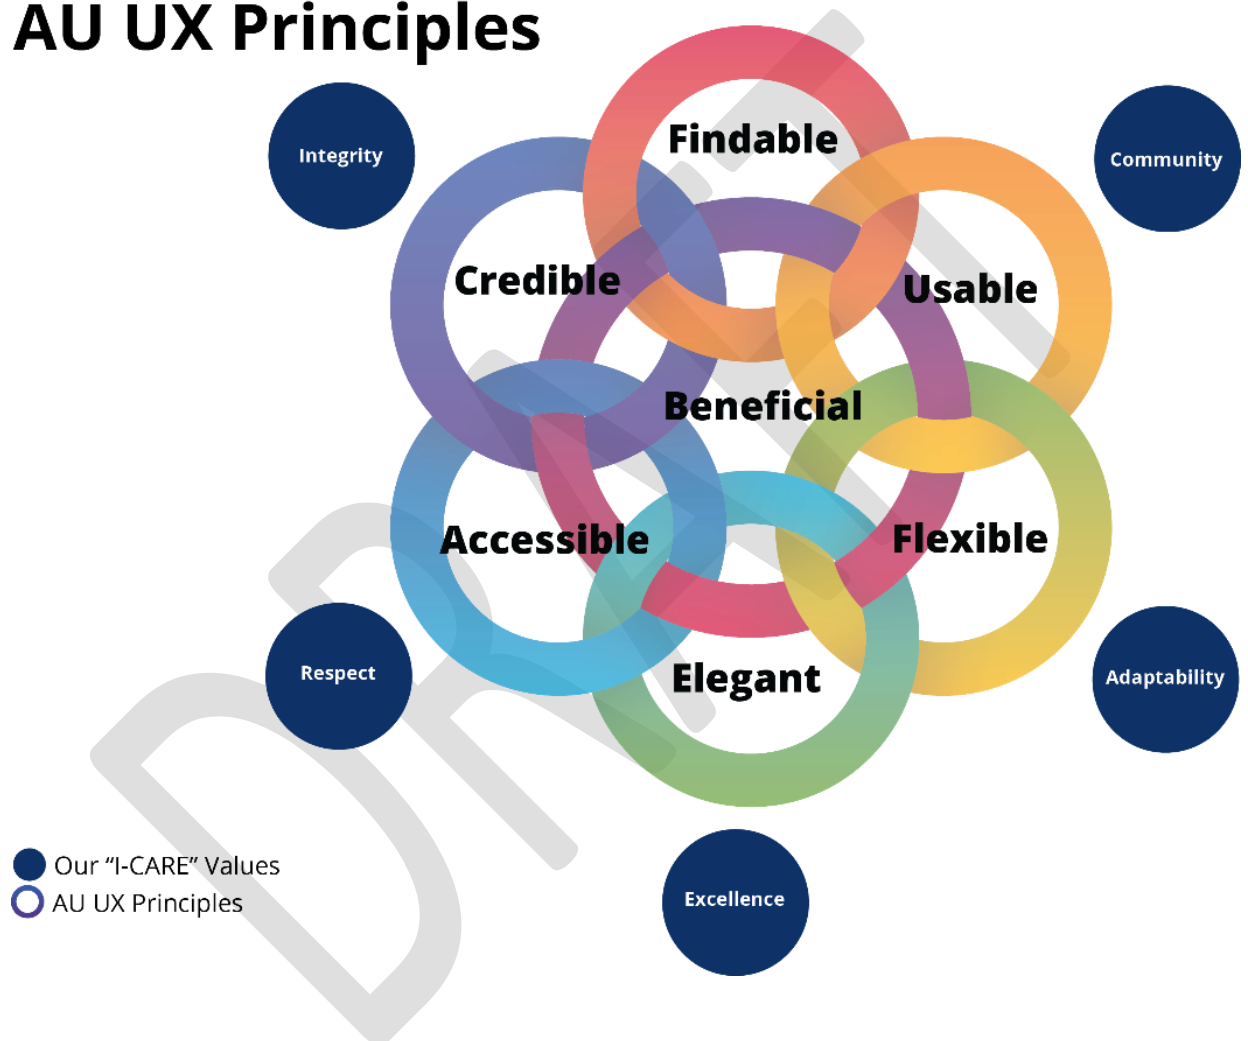 AU UX Principles
Findable
Integrity
Community
Credible
Usable
Beneficial
Accessible
Flexible
Respect
Elegant
Adaptability
Our “I-CARE” Values
AU UX Principles
Excellence
DRAFT